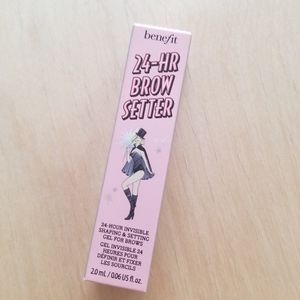 benefit
24-HR
BROW
SETTER
24-HOUR INVISIBLE
SHAPING & SETTING
GEL FOR BROWS
GEL INVISIBLE 24
HEURES POUR
DÉFINIR ET FIXER
LES SOURCILS
2.0 mL / 0.06 US fl. oz.